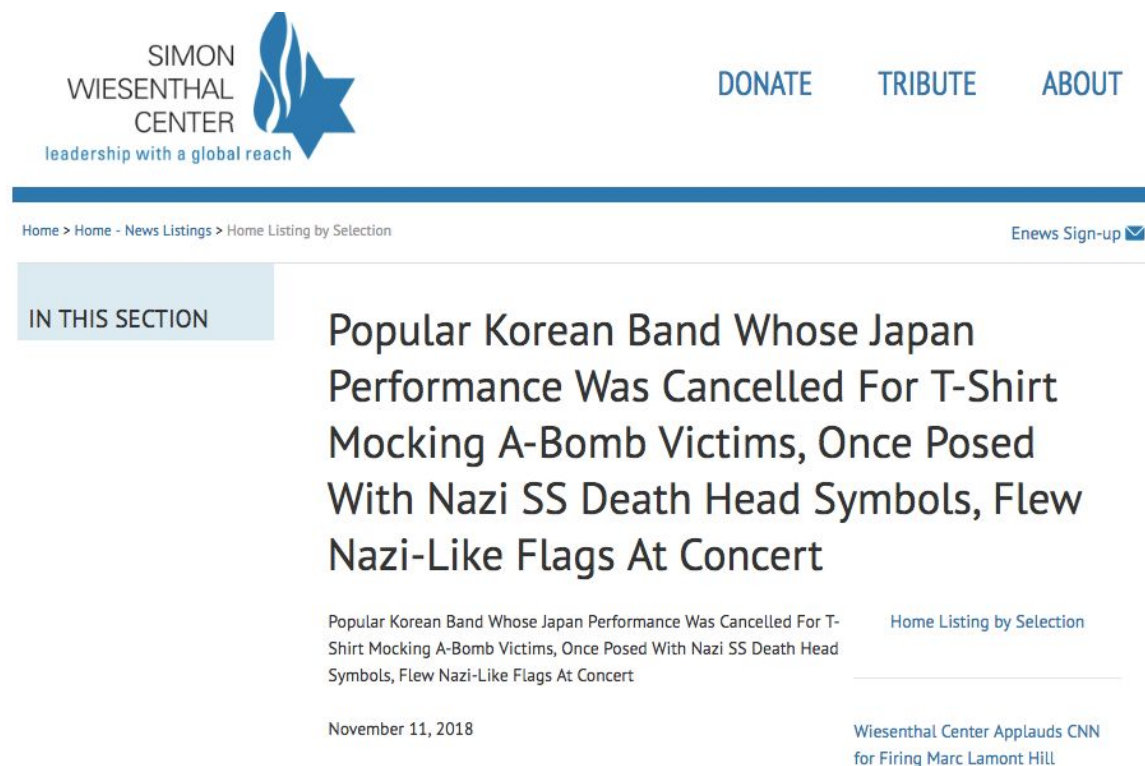 SIMON
WIESENTHAL
CENTER
leadership with a global reach
DONATE TRIBUTE ABOUT
Home > Home - News Listings > Home Listing by Selection
Enews Sign-up
IN THIS SECTION
Popular Korean Band Whose Japan
Performance Was Cancelled For T-Shirt
Mocking A-Bomb Victims, Once Posed
With Nazi SS Death Head Symbols, Flew
Nazi-Like Flags At Concert
Popular Korean Band Whose Japan Performance Was Cancelled For T-
Shirt Mocking A-Bomb Victims, Once Posed With Nazi SS Death Head
Symbols, Flew Nazi-Like Flags At Concert
November 11, 2018
Home Listing by Selection
Wiesenthal Center Applauds CNN
for Firing Marc Lamont Hill